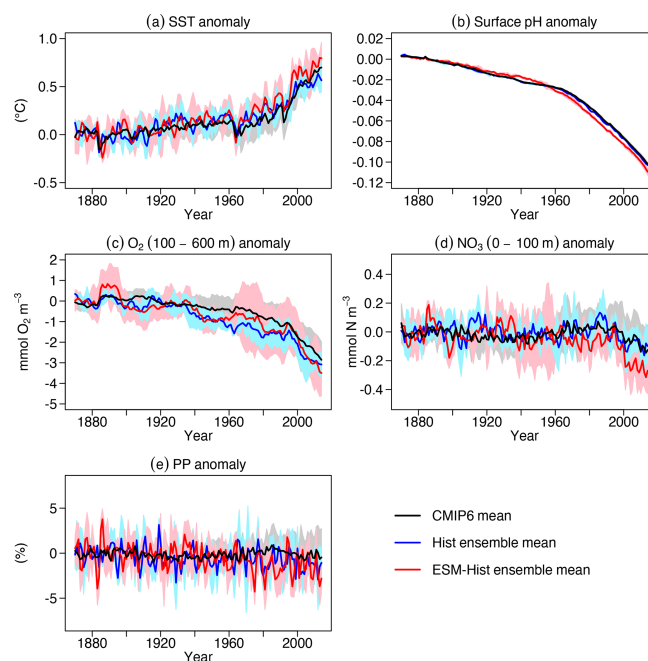 (a) SST anomaly
1.0
0.5
0.0
-0.5
(°C)
1880 1920 1960 2000
Year
(b) Surface pH anomaly
0.00
-0.02
-0.04
-0.06
-0.08
-0.10
-0.12
1880 1920 1960 2000
Year
(c) O₂ (100 − 600 m) anomaly
2
1
0
-1
-2
-3
-4
-5
mmol O₂ m⁻³
1880 1920 1960 2000
Year
(d) NO₃ (0 − 100 m) anomaly
0.4
0.2
0.0
-0.2
-0.4
mmol N m⁻³
1880 1920 1960 2000
Year
(e) PP anomaly
5
0
-5
(%)
1880 1920 1960 2000
Year
CMIP6 mean
Hist ensemble mean
ESM-Hist ensemble mean